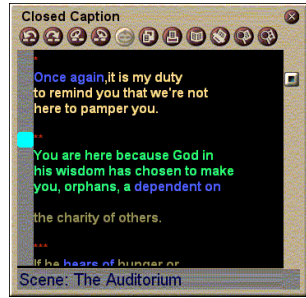 Closed Caption
*
Once again,it is my duty
to remind you that we're not
here to pamper you.
**
You are here because God in
his wisdom has chosen to make
you, orphans, a dependent on
the charity of others.
***
If he hears of hunger or
Scene: The Auditorium